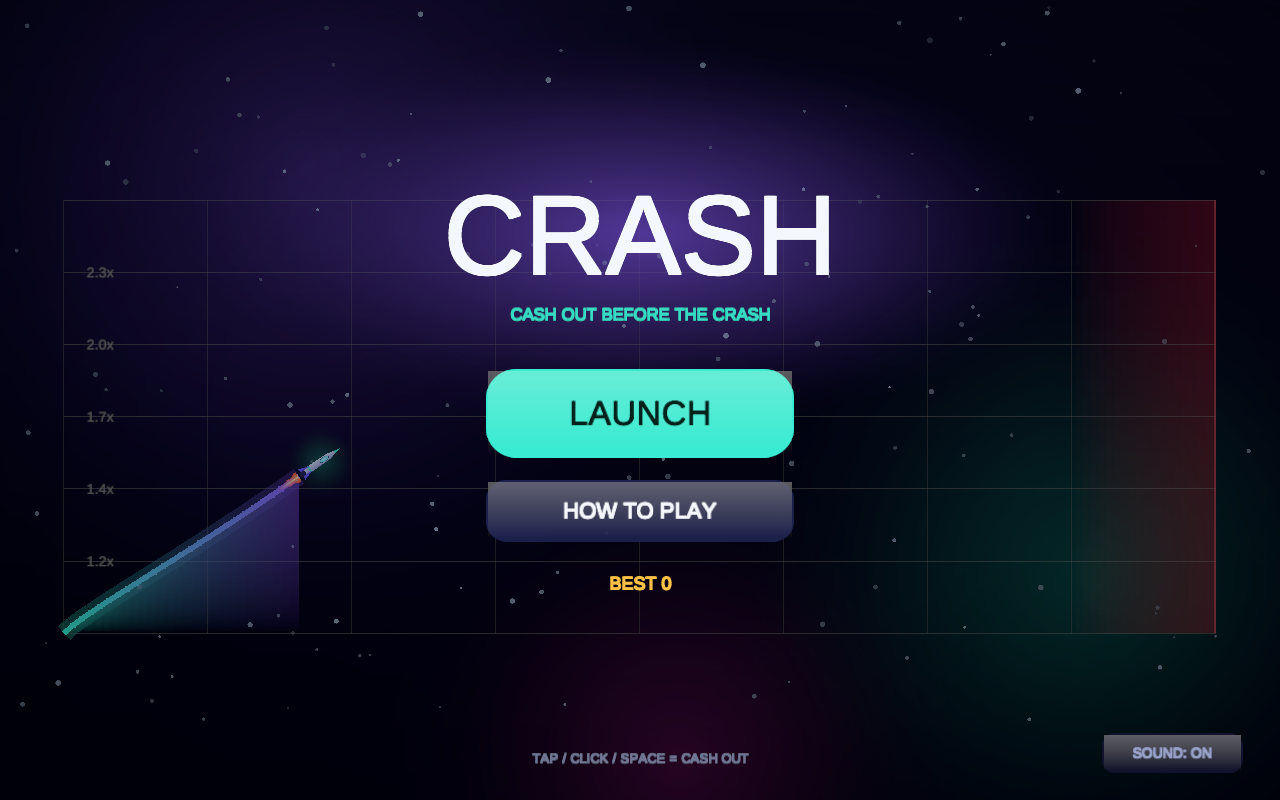 CRASH
2.3x
CASH OUT BEFORE THE CRASH
2.0x
LAUNCH
1.7x
1.4x
HOW TO PLAY
1.2x
BEST 0
TAP / CLICK / SPACE = CASH OUT
SOUND: ON